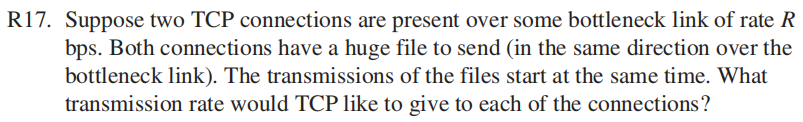 R17. Suppose two TCP connections are present over some bottleneck link of rate R
bps. Both connections have a huge file to send (in the same direction over the
bottleneck link). The transmissions of the files start at the same time. What
transmission rate would TCP like to give to each of the connections?